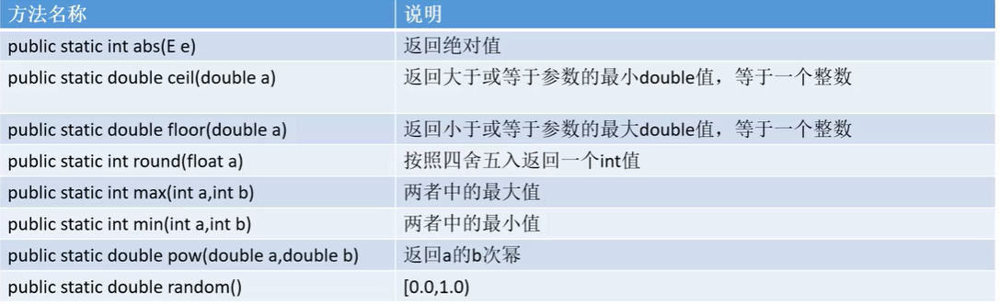 方法名称 说明
public static int abs(E e) 返回绝对值
public static double ceil(double a) 返回大于或等于参数的最小double值，等于一个整数
public static double floor(double a) 返回小于或等于参数的最大double值，等于一个整数
public static int round(float a) 按照四舍五入返回一个int值
public static int max(int a,int b) 两者中的最大值
public static int min(int a,int b) 两者中的最小值
public static double pow(double a,double b) 返回a的b次幂
public static double random() [0.0,1.0)